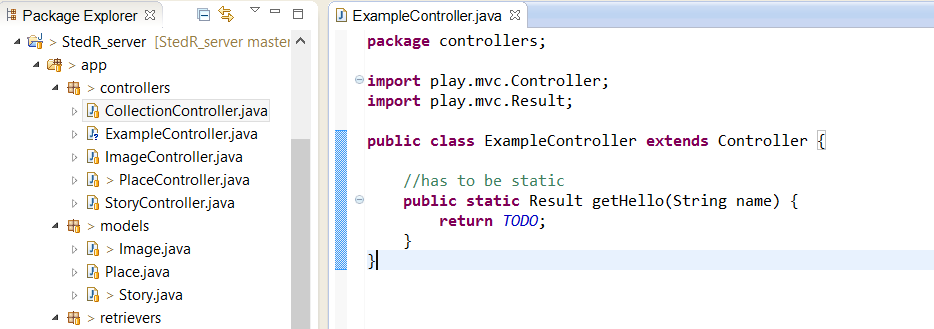 Package Explorer
StedR_server [StedR_server master
> app
> controllers
CollectionController.java
ExampleController.java
ImageController.java
> PlaceController.java
StoryController.java
> models
> Image.java
Place.java
> Story.java
> retrievers
ExampleController.java
package controllers;
import play.mvc.Controller;
import play.mvc.Result;
public class ExampleController extends Controller {
//has to be static
public static Result getHello(String name) {
return TODO;
}
}